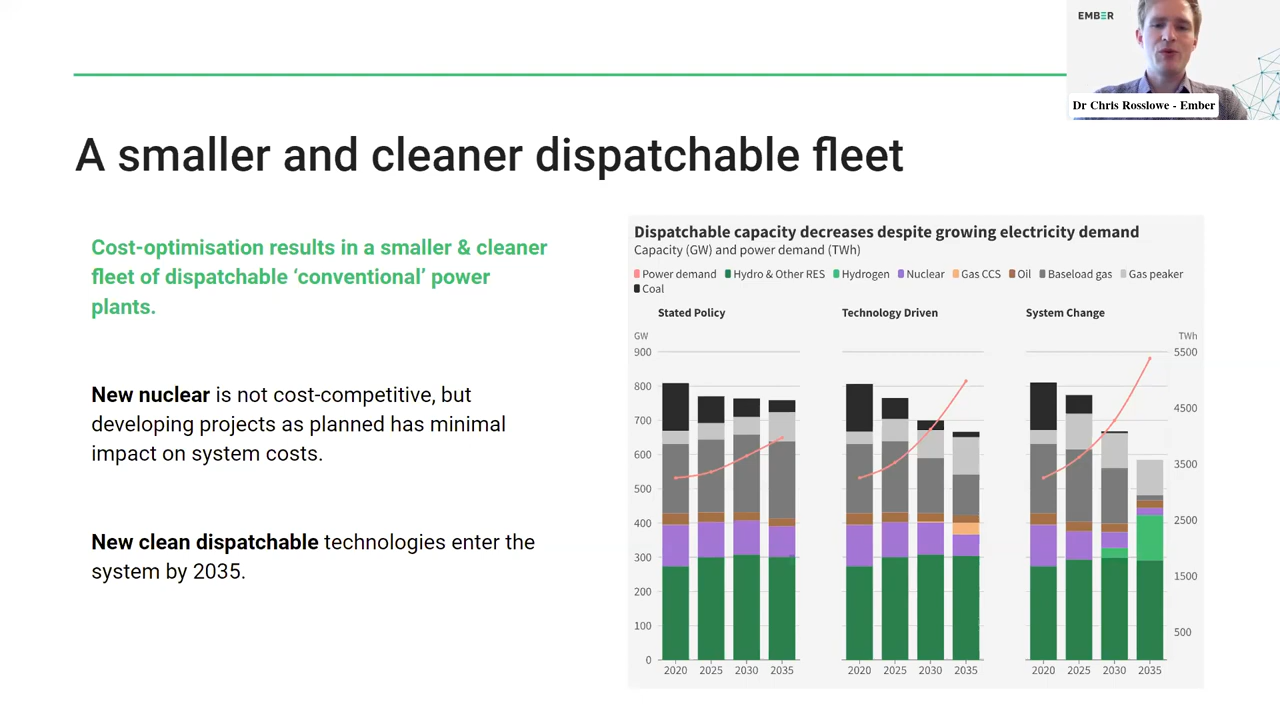 EMBER
Dr Chris Rosslowe - Ember
A smaller and cleaner dispatchable fleet
Cost-optimisation results in a smaller & cleaner
fleet of dispatchable ‘conventional’ power
plants.
New nuclear is not cost-competitive, but
developing projects as planned has minimal
impact on system costs.
New clean dispatchable technologies enter the
system by 2035.
Dispatchable capacity decreases despite growing electricity demand
Capacity (GW) and power demand (TWh)
Power demand Hydro & Other RES Hydrogen Nuclear Gas CCS Oil Baseload gas Gas peaker
Coal
Stated Policy Technology Driven System Change
GW TWh
900 5500
800
700 4500
600
500 3500
400 2500
300
200 1500
100 500
0
2020 2025 2030 2035 2020 2025 2030 2035 2020 2025 2030 2035